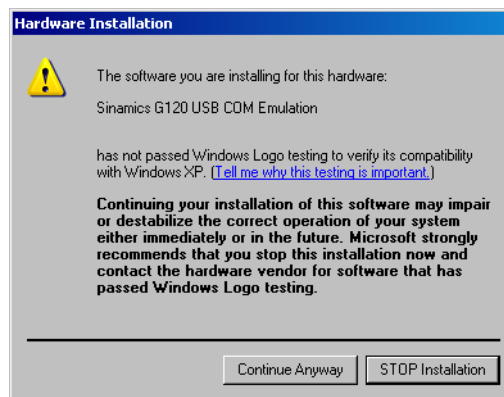 Hardware Installation
The software you are installing for this hardware:
Sinamics G120 USB COM Emulation
has not passed Windows Logo testing to verify its compatibility
with Windows XP. (Tell me why this testing is important.)
Continuing your installation of this software may impair
or destabilize the correct operation of your system
either immediately or in the future. Microsoft strongly
recommends that you stop this installation now and
contact the hardware vendor for software that has
passed Windows Logo testing.
Continue Anyway
STOP Installation